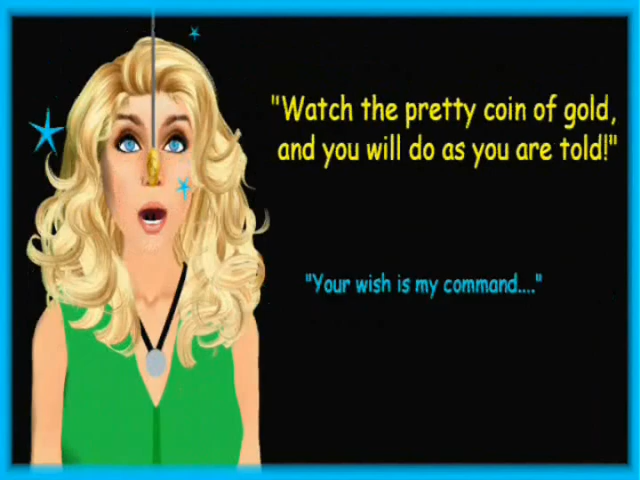 "Watch the pretty coin of gold,
and you will do as you are told!"
"Your wish is my command...."